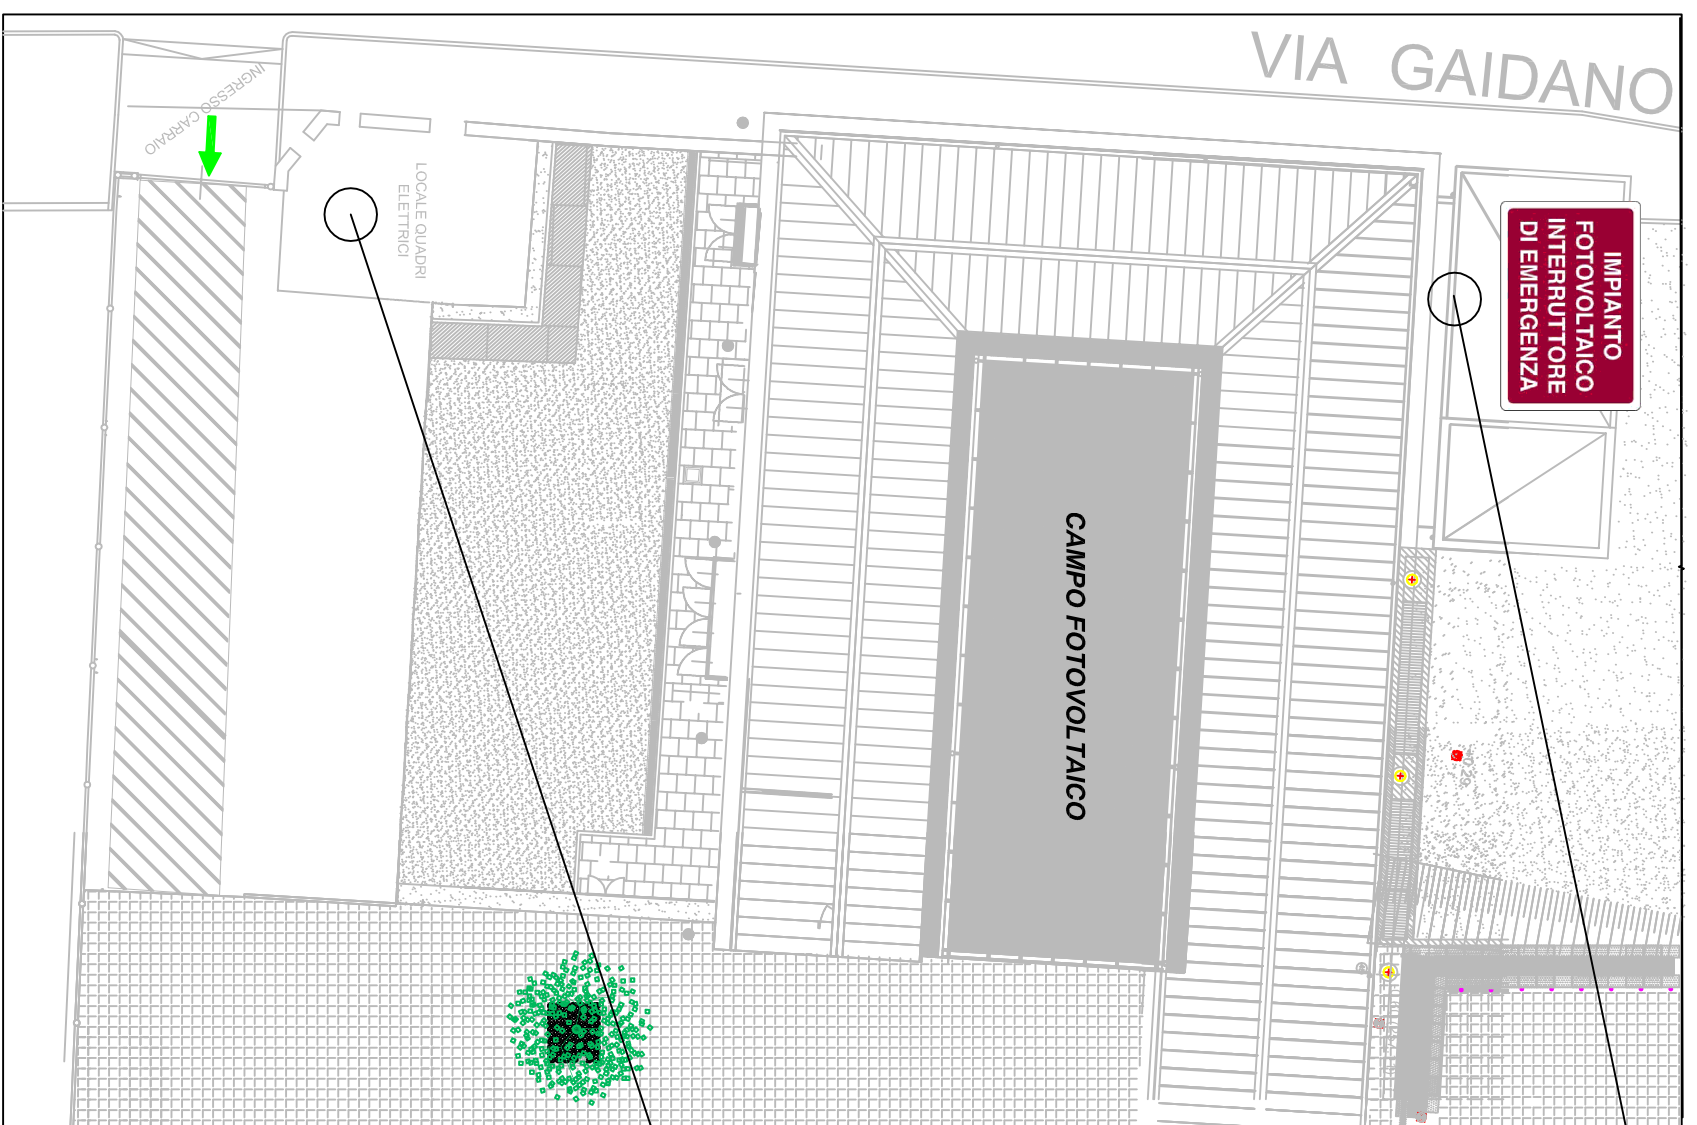 VIA GAIDANO
INGRESSO CARRAIO
LOCALE QUADRI
ELETTRICI
IMPIANTO
FOTOVOLTAICO
INTERRUTTORE
DI EMERGENZA
CAMPO FOTOVOLTAICO